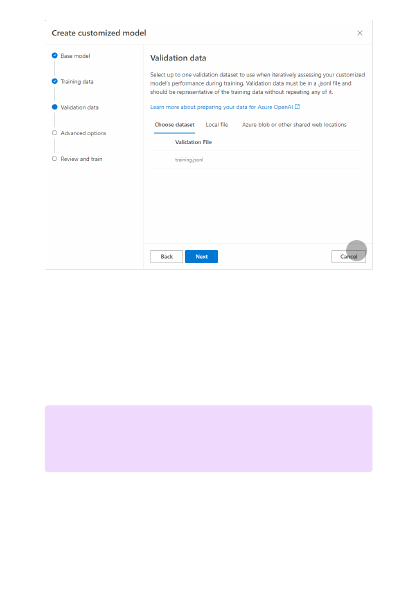 Create customized model
Base model
Training data
Validation data
Advanced options
Review and train
Validation data
Select up to one validation dataset to use when iteratively assessing your customized
model's performance during training. Validation data must be in a .jsonl file and
should be representative of the training data without repeating any of it.
Learn more about preparing your data for Azure OpenAI
Choose dataset Local file Azure blob or other shared web locations
Validation File
training.jsonl
Back Next Cancel